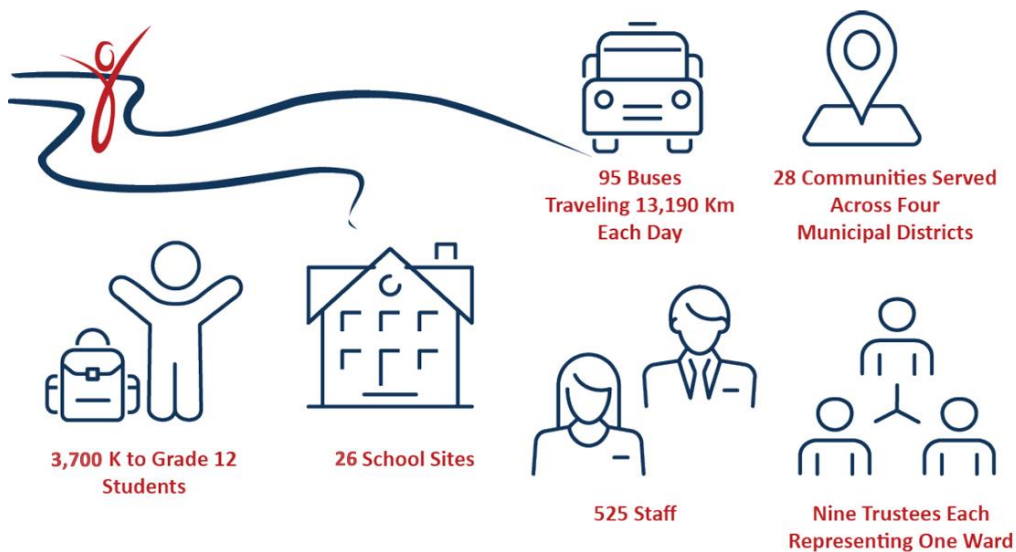 95 Buses
Traveling 13,190 Km
Each Day
28 Communities Served
Across Four
Municipal Districts
3,700 K to Grade 12
Students
26 School Sites
525 Staff
Nine Trustees Each
Representing One Ward